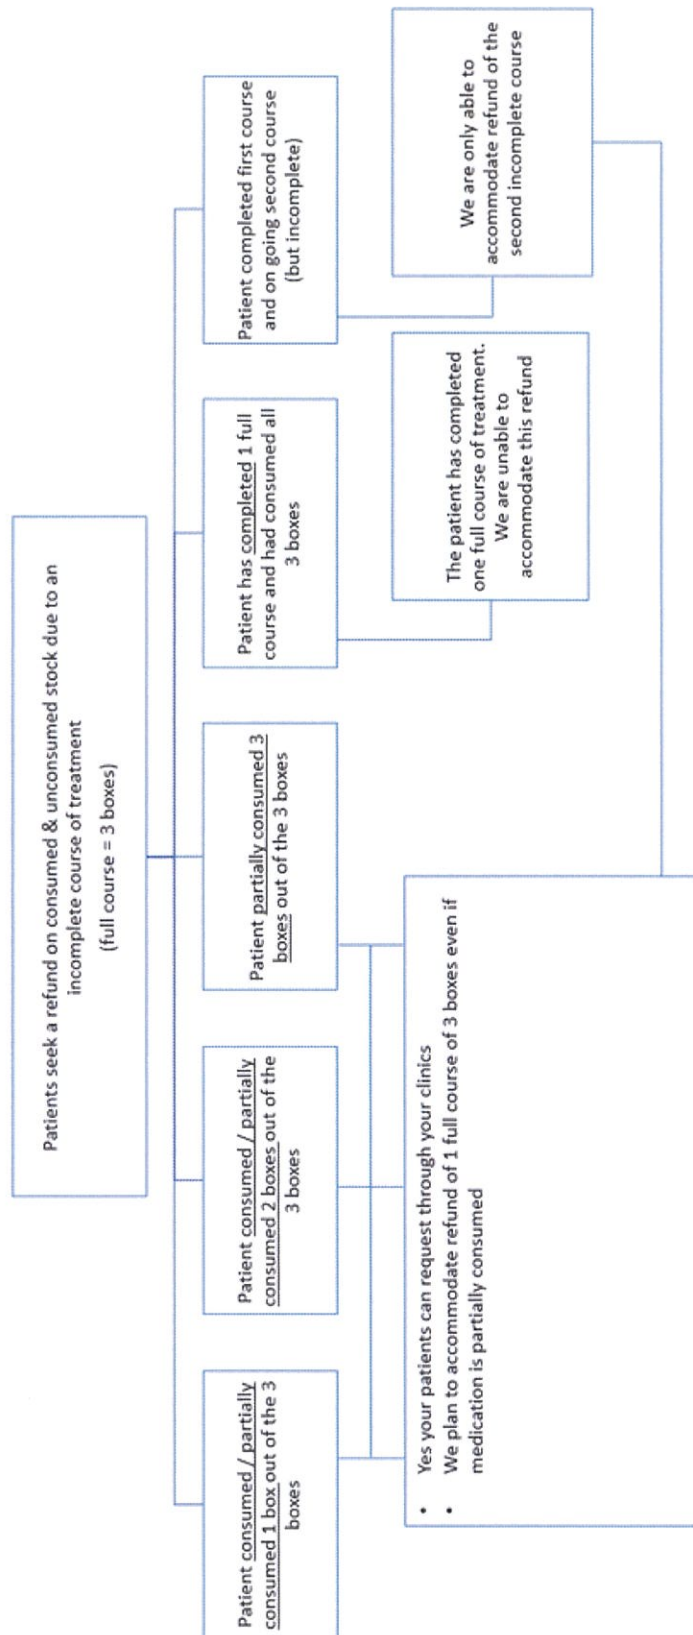 Patients seek a refund on consumed & unconsumed stock due to an
incomplete course of treatment
(full course = 3 boxes)
Patient consumed / partially
consumed 1 box out of the 3
boxes
Patient consumed / partially
consumed 2 boxes out of the
3 boxes
Patient partially consumed 3
boxes out of the 3 boxes
Patient has completed 1 full
course and had consumed all
3 boxes
Patient completed first course
and on going second course
(but incomplete)
• Yes your patients can request through your clinics
• We plan to accommodate refund of 1 full course of 3 boxes even if
medication is partially consumed
The patient has completed
one full course of treatment.
We are unable to
accommodate this refund
We are only able to
accommodate refund of the
second incomplete course